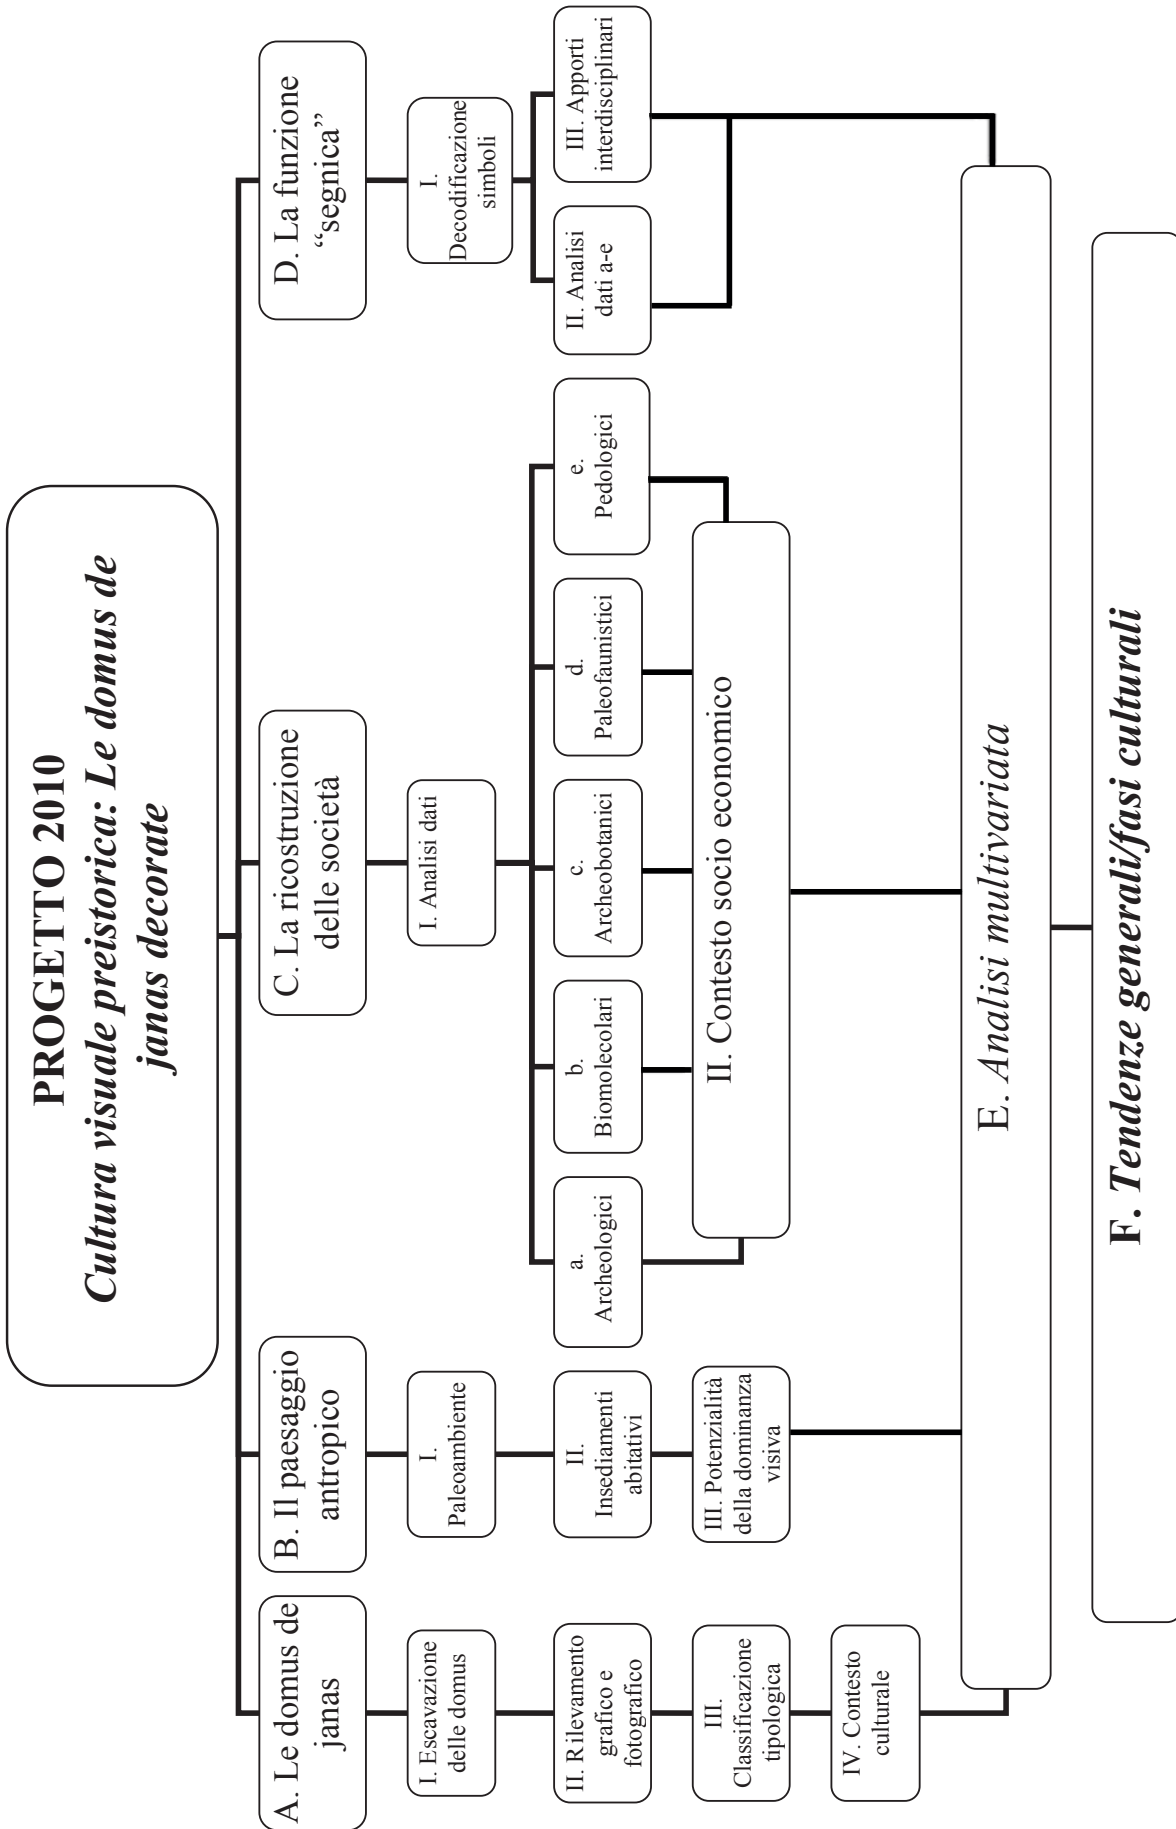 PROGETTO 2010
Cultura visuale preistorica: Le domus de
janas decorate
A. Le domus de
janas
B. Il paesaggio
antropico
C. La ricostruzione
delle società
D. La funzione
“segnica”
I. Escavazione
delle domus
I.
Paleoambiente
I. Analisi dati
I.
Decodificazione
simboli
II. Rilevamento
grafico e
fotografico
II.
Insediamenti
abitativi
a.
Archeologici
b.
Biomolecolari
c.
Archeobotanici
d.
Paleofaunistici
e.
Pedologici
II. Analisi
dati a-e
III. Apporti
interdisciplinari
III.
Classificazione
tipologica
III. Potenzialità
della dominanza
visiva
II. Contesto socio economico
IV. Contesto
culturale
E. Analisi multivariata
F. Tendenze generali/fasi culturali